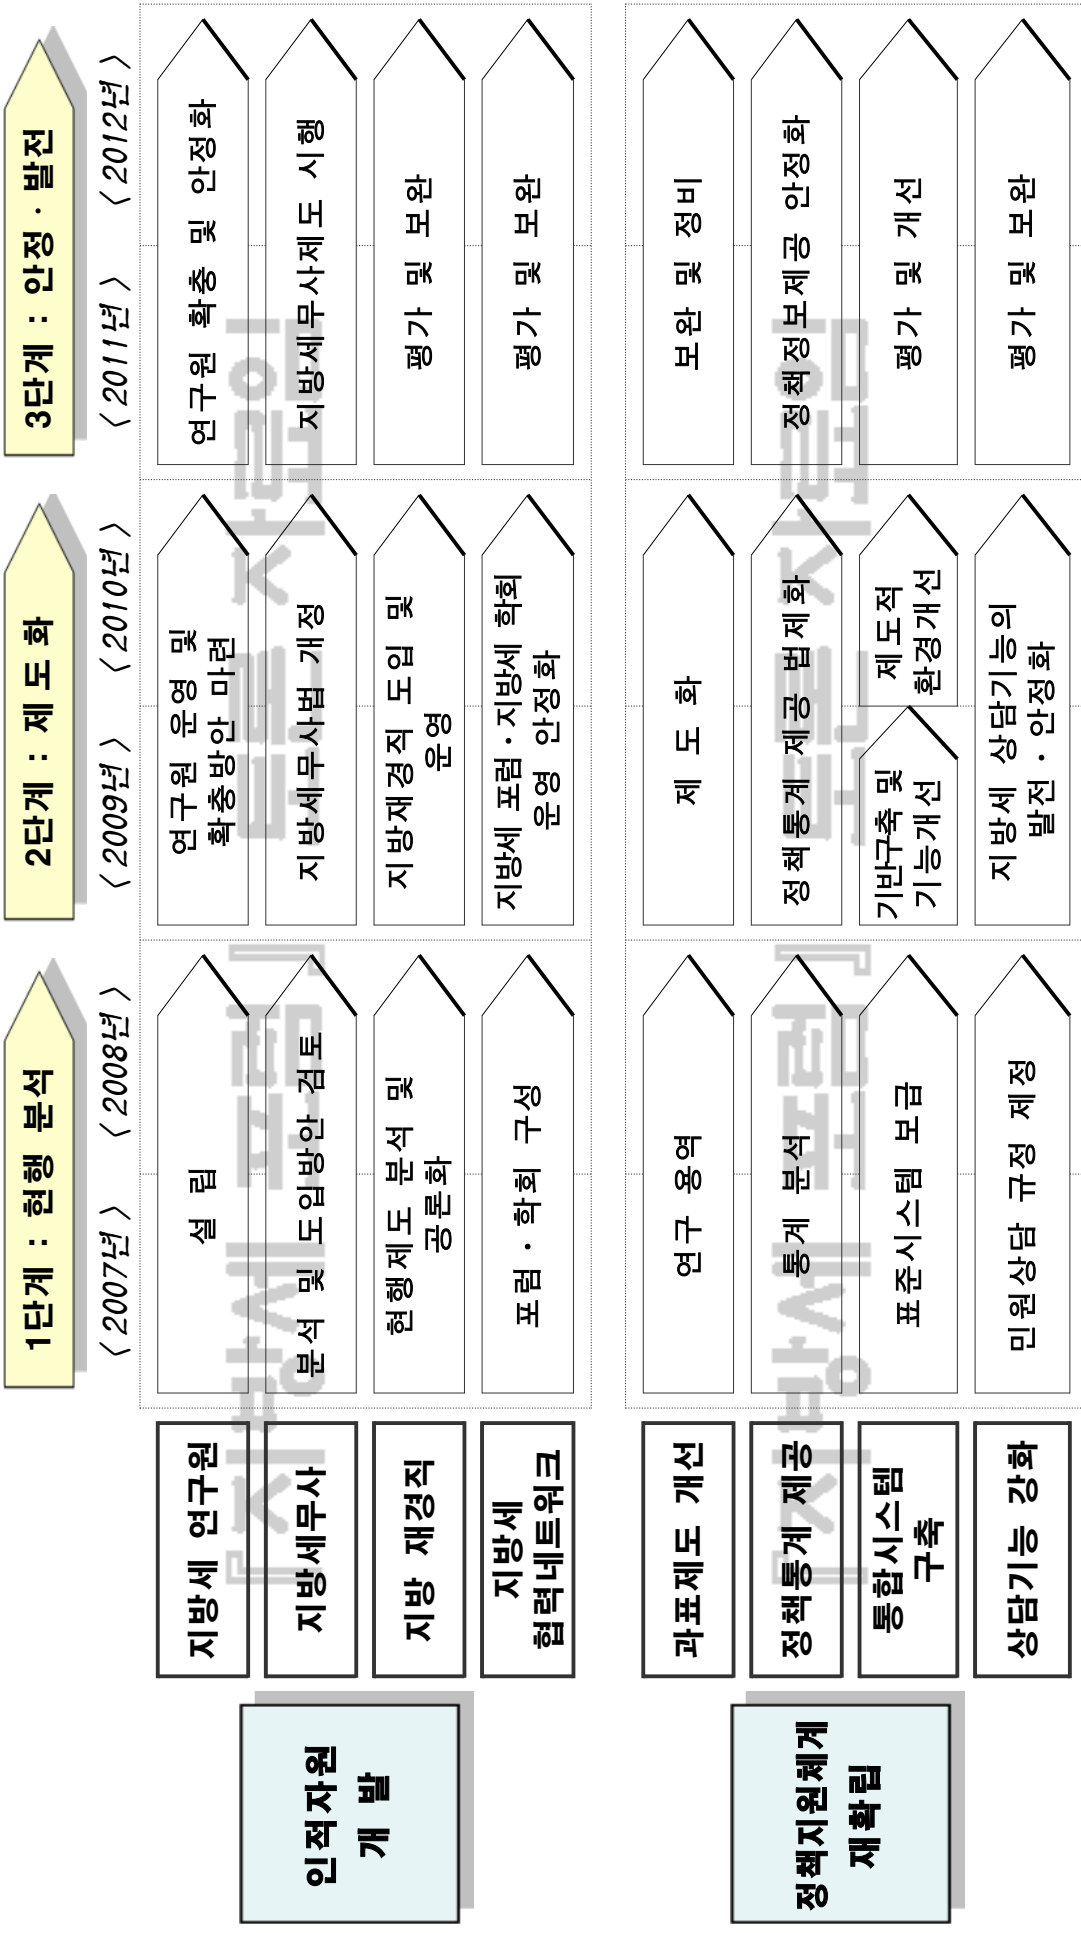 1단계 : 현행 분석
2단계 : 제 도 화
3단계 : 안정 · 발전
< 2007년 >
< 2008년 >
< 2009년 >
< 2010년 >
< 2011년 >
< 2012년 >
인적자원
개 발
지방세 연구원
설 립
연구원 운영 및
확충방안 마련
연구원 확충 및 안정화
지방세무사
분석 및 도입방안 검토
지방세무사법 개정
지방세무사제도 시행
지방 재경직
현행제도 분석 및
공론화
지방재경직 도입 및
운영
평가 및 보완
지방세
협력네트워크
포럼 · 학회 구성
지방세 포럼 · 지방세 학회
운영 안정화
평가 및 보완
정책지원체계
재확립
과표제도 개선
연구 용역
제 도 화
보완 및 정비
정책통계 제공
통계 분석
정책통계 제공 법제화
정책정보제공 안정화
통합시스템
구축
표준시스템 보급
기반구축 및
기능개선
제도적
환경개선
평가 및 개선
상담기능 강화
민원상담 규정 제정
지방세 상담기능의
발전 · 안정화
평가 및 보완